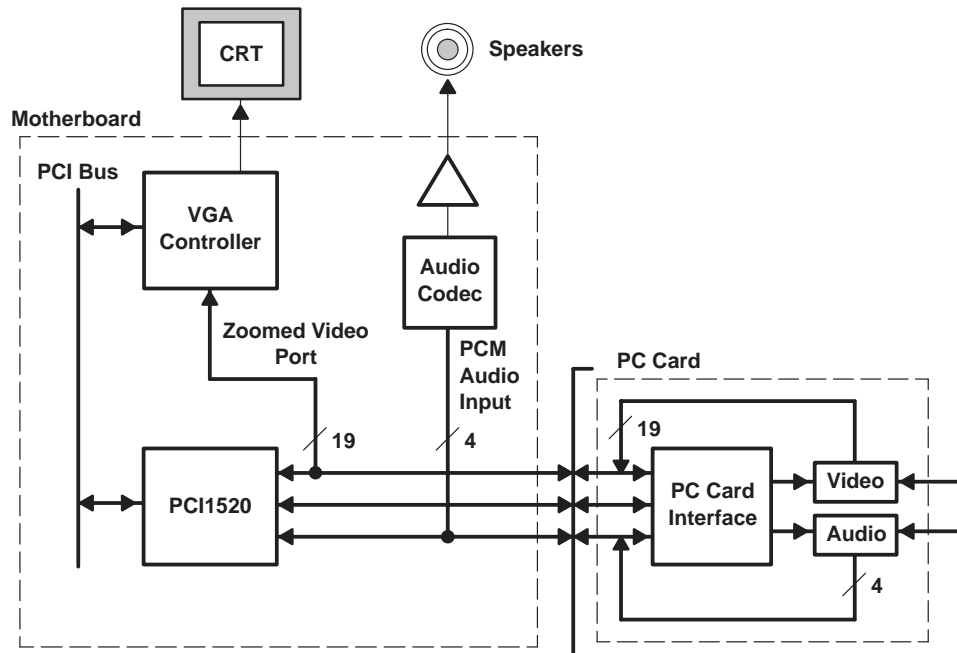 CRT
Speakers
Motherboard
PCI Bus
VGA
Controller
Audio
Codec
Zoomed Video
Port
PCM
Audio
Input
PC Card
19
4
19
PCI1520
PC Card
Interface
Video
Audio
4